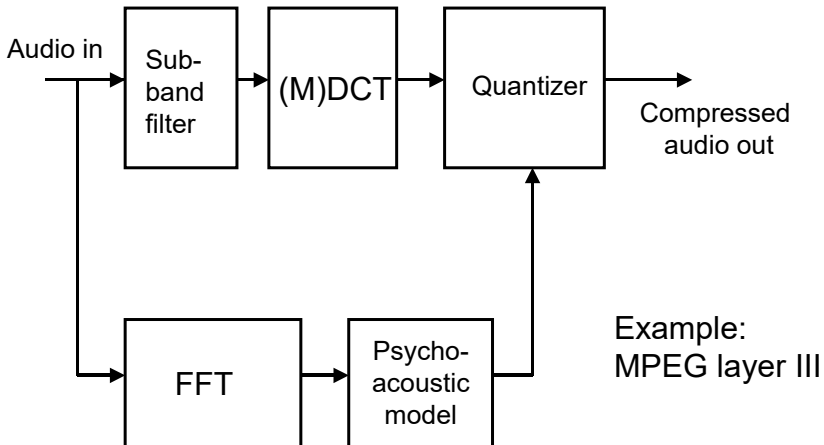 Audio in
Sub-
band
filter
(M)DCT
Quantizer
Compressed
audio out
FFT
Psycho-
acoustic
model
Example:
MPEG layer III